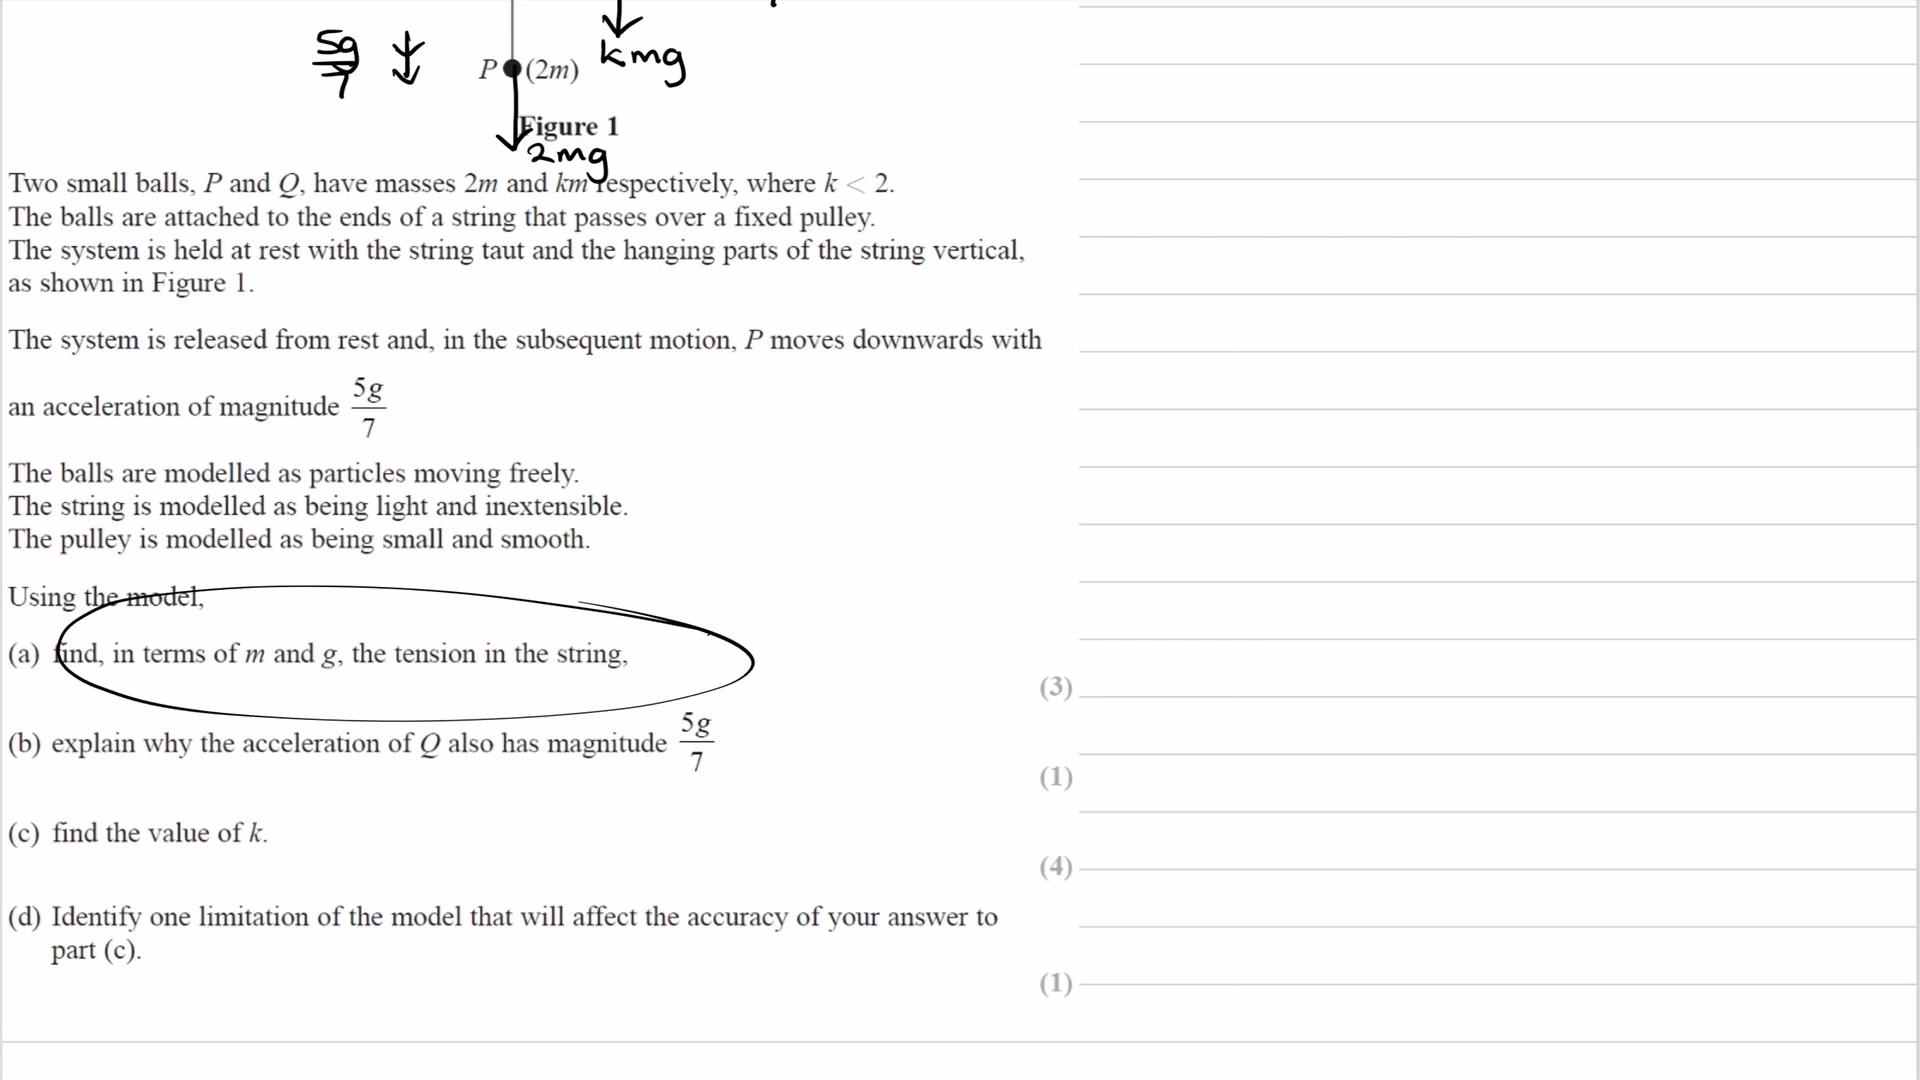 5g/7 kmg
P (2m)
Figure 1
2mg
Two small balls, P and Q, have masses 2m and km respectively, where k < 2.
The balls are attached to the ends of a string that passes over a fixed pulley.
The system is held at rest with the string taut and the hanging parts of the string vertical,
as shown in Figure 1.
The system is released from rest and, in the subsequent motion, P moves downwards with
an acceleration of magnitude 5g/7
The balls are modelled as particles moving freely.
The string is modelled as being light and inextensible.
The pulley is modelled as being small and smooth.
Using the model,
(a) find, in terms of m and g, the tension in the string,
(3)
(b) explain why the acceleration of Q also has magnitude 5g/7
(1)
(c) find the value of k.
(4)
(d) Identify one limitation of the model that will affect the accuracy of your answer to
part (c).
(1)